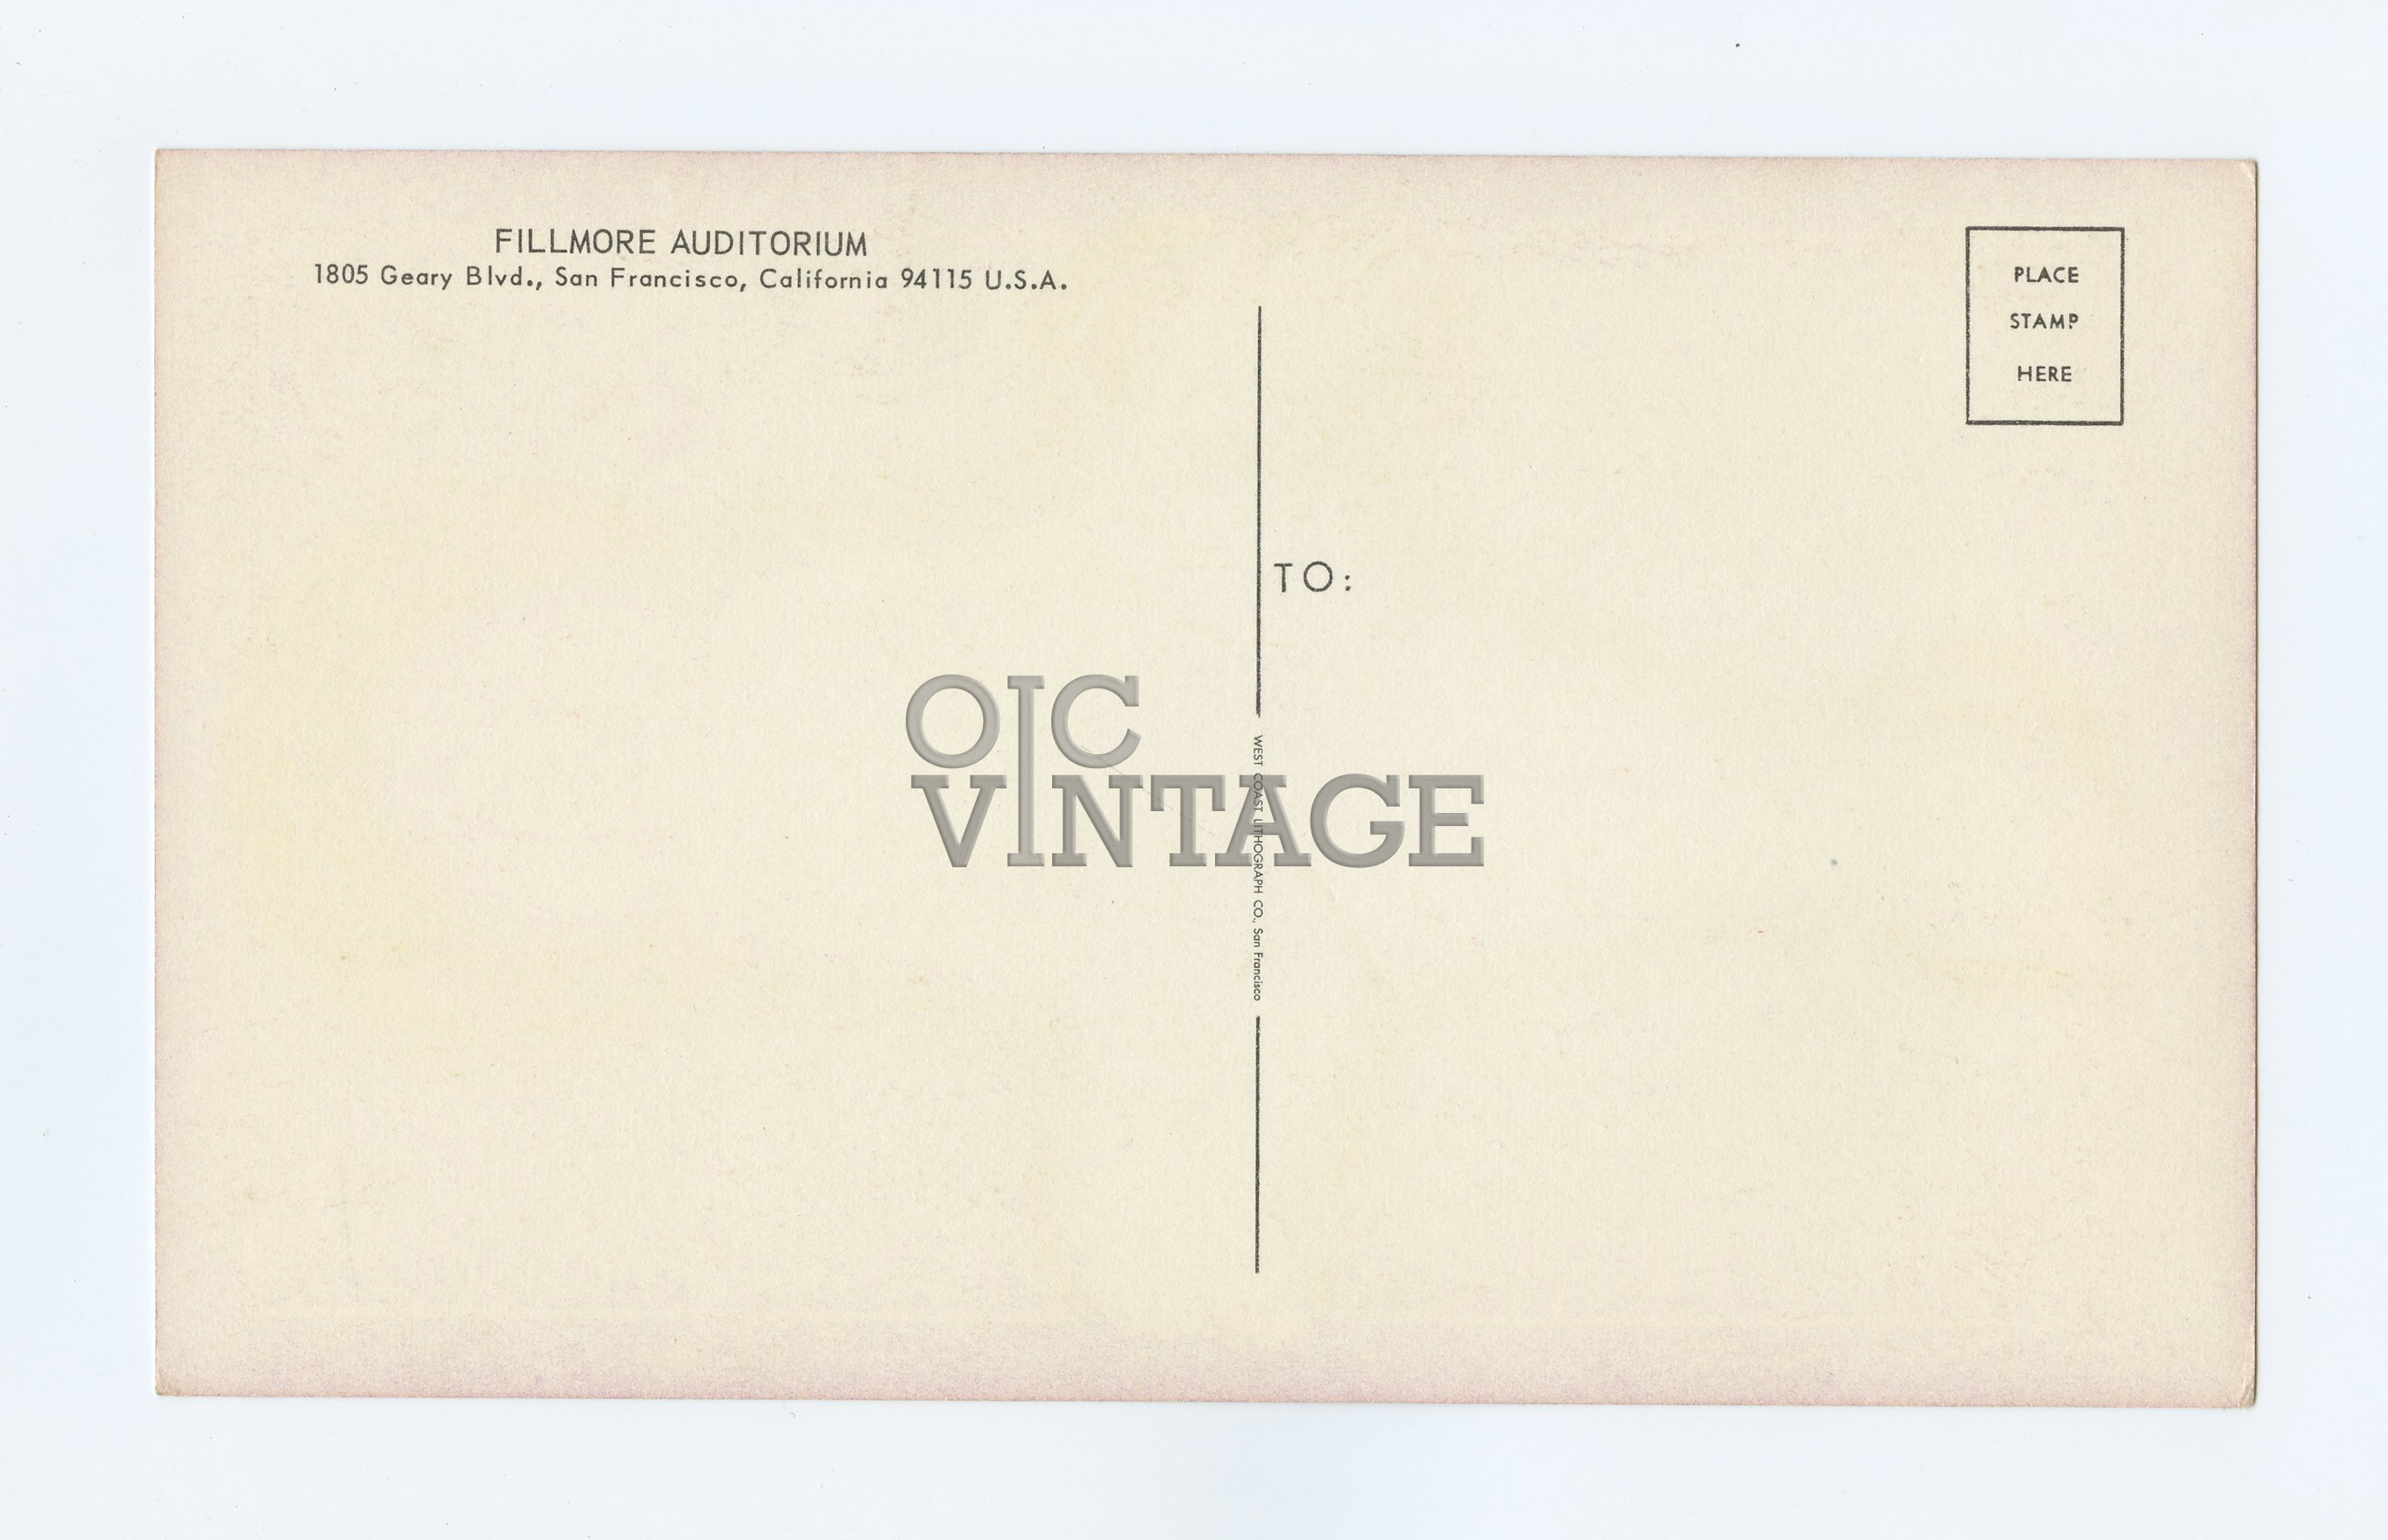 FILLMORE AUDITORIUM
1805 Geary Blvd., San Francisco, California 94115 U.S.A.
PLACE
STAMP
HERE
TO:
OIC
VINTAGE
WEST COAST LITHOGRAPH CO., San Francisco